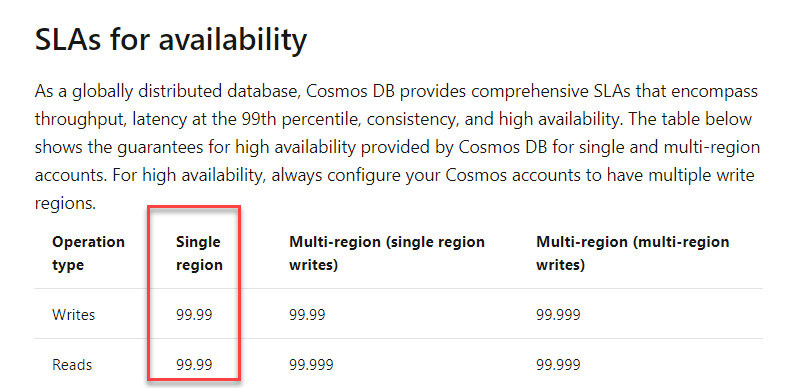 SLAs for availability
As a globally distributed database, Cosmos DB provides comprehensive SLAs that encompass
throughput, latency at the 99th percentile, consistency, and high availability. The table below
shows the guarantees for high availability provided by Cosmos DB for single and multi-region
accounts. For high availability, always configure your Cosmos accounts to have multiple write
regions.
Operation type Single region Multi-region (single region writes) Multi-region (multi-region writes)
Writes 99.99 99.99 99.999
Reads 99.99 99.999 99.999